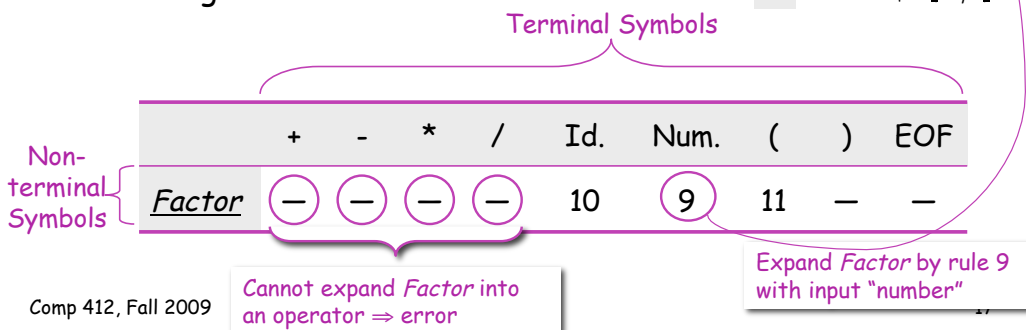 Terminal Symbols
+ - * / Id. Num. ( ) EOF
Non-
terminal
Symbols
Factor — — — — 10 9 11 — —
Cannot expand Factor into
an operator ⇒ error
Expand Factor by rule 9
with input "number"
Comp 412, Fall 2009
17